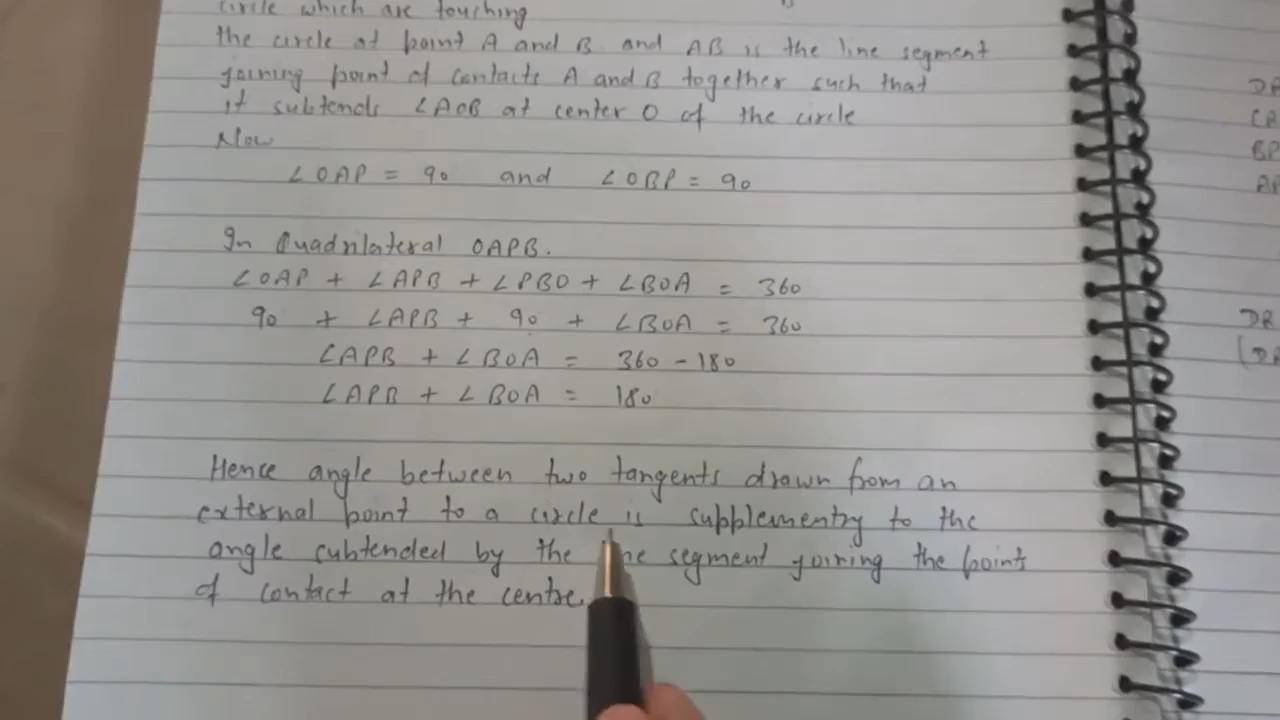 circle which are touching
the circle at point A and B and AB is the line segment
joining point of contacts A and B together such that
it subtends ∠AOB at center O of the circle
Now
∠OAP = 90 and ∠OBP = 90
In Quadrilateral OAPB.
∠OAP + ∠APB + ∠PBO + ∠BOA = 360
90 + ∠APB + 90 + ∠BOA = 360
∠APB + ∠BOA = 360 - 180
∠APB + ∠BOA = 180
Hence angle between two tangents drawn from an
external point to a circle is supplementry to the
angle subtended by the segment joining the point
of contact at the centre.
BP